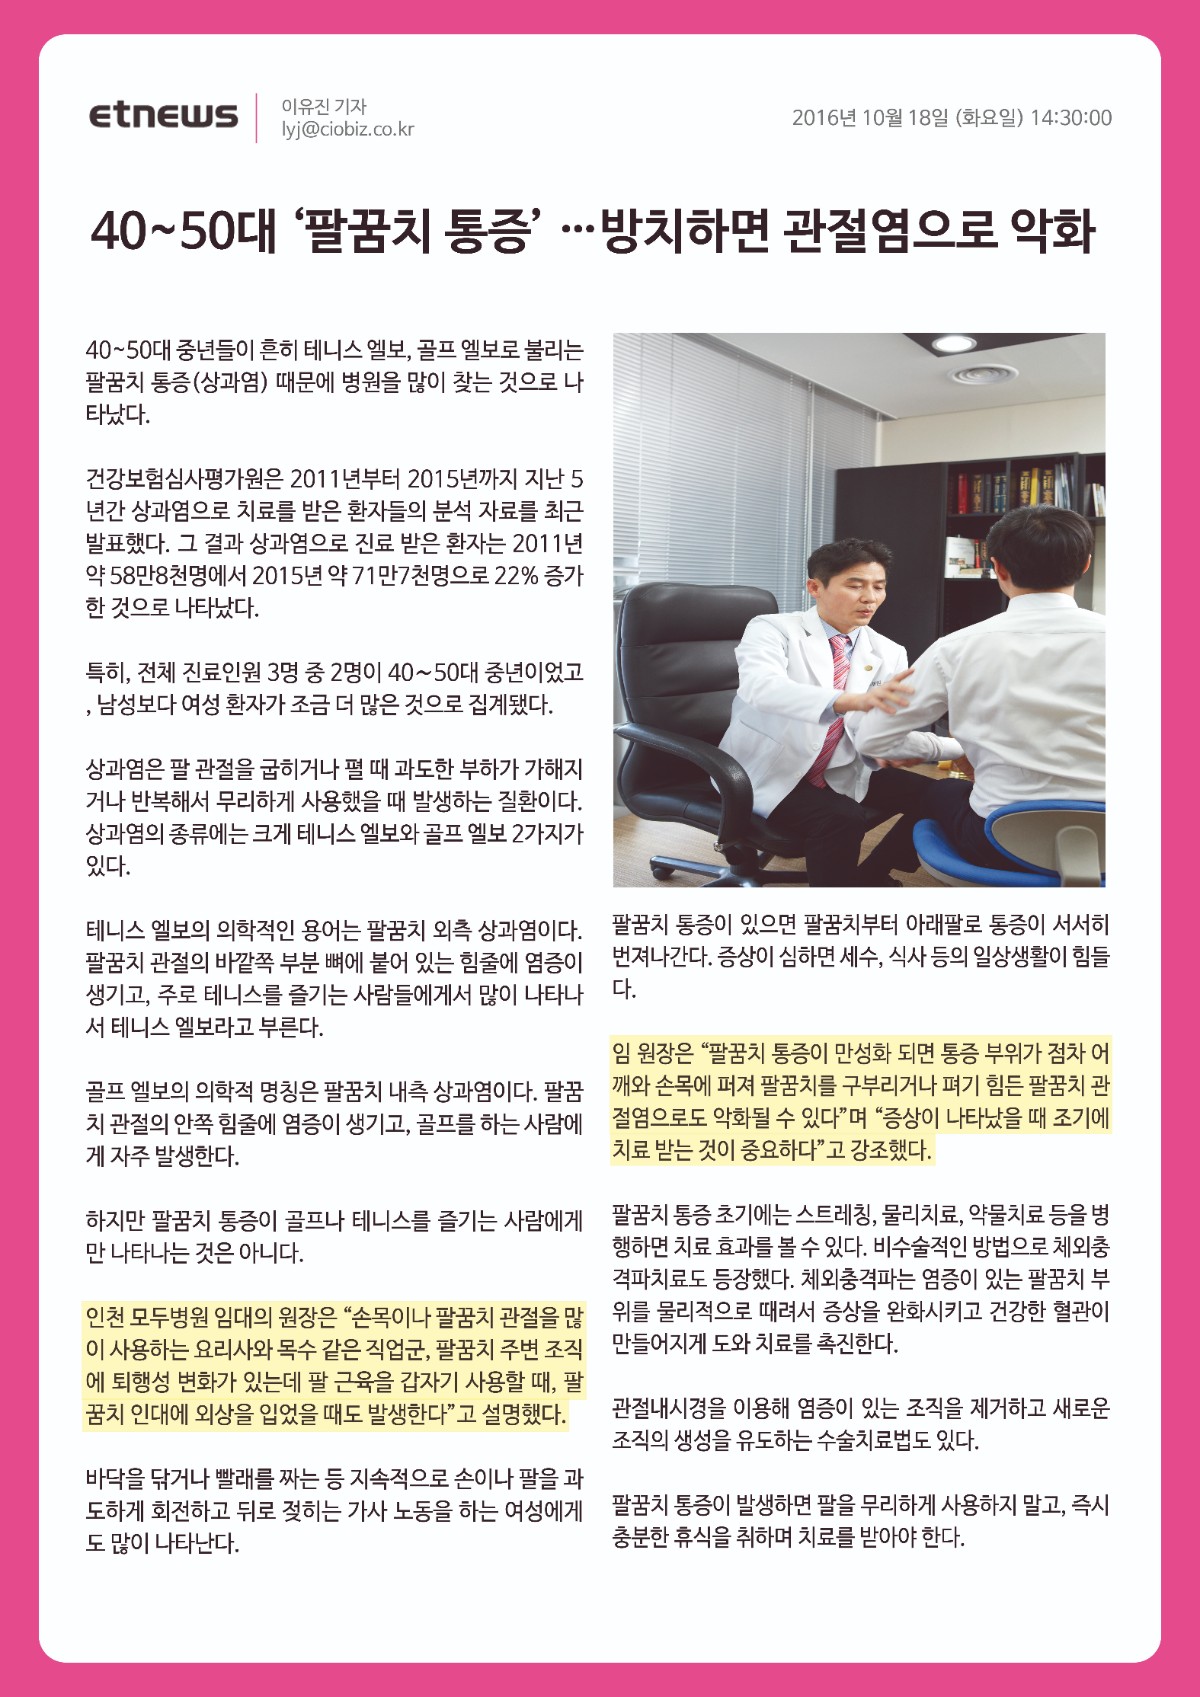 etnews
이유진 기자
lyj@ciobiz.co.kr
2016년 10월 18일 (화요일) 14:30:00
40~50대 ‘팔꿈치 통증’ …방치하면 관절염으로 악화
40~50대 중년들이 흔히 테니스 엘보, 골프 엘보로 불리는
팔꿈치 통증(상과염) 때문에 병원을 많이 찾는 것으로 나
타났다.
건강보험심사평가원은 2011년부터 2015년까지 지난 5
년간 상과염으로 치료를 받은 환자들의 분석 자료를 최근
발표했다. 그 결과 상과염으로 진료 받은 환자는 2011년
약 58만8천명에서 2015년 약 71만7천명으로 22% 증가
한 것으로 나타났다.
특히, 전체 진료인원 3명 중 2명이 40~50대 중년이었고
, 남성보다 여성 환자가 조금 더 많은 것으로 집계됐다.
상과염은 팔 관절을 굽히거나 펼 때 과도한 부하가 가해지
거나 반복해서 무리하게 사용했을 때 발생하는 질환이다.
상과염의 종류에는 크게 테니스 엘보와 골프 엘보 2가지가
있다.
테니스 엘보의 의학적인 용어는 팔꿈치 외측 상과염이다.
팔꿈치 관절의 바깥쪽 부분 뼈에 붙어 있는 힘줄에 염증이
생기고, 주로 테니스를 즐기는 사람들에게서 많이 나타나
서 테니스 엘보라고 부른다.
골프 엘보의 의학적 명칭은 팔꿈치 내측 상과염이다. 팔꿈
치 관절의 안쪽 힘줄에 염증이 생기고, 골프를 하는 사람에
게 자주 발생한다.
하지만 팔꿈치 통증이 골프나 테니스를 즐기는 사람에게
만 나타나는 것은 아니다.
인천 모두병원 임대의 원장은 “손목이나 팔꿈치 관절을 많
이 사용하는 요리사와 목수 같은 직업군, 팔꿈치 주변 조직
에 퇴행성 변화가 있는데 팔 근육을 갑자기 사용할 때, 팔
꿈치 인대에 외상을 입었을 때도 발생한다”고 설명했다.
바닥을 닦거나 빨래를 짜는 등 지속적으로 손이나 팔을 과
도하게 회전하고 뒤로 젖히는 가사 노동을 하는 여성에게
도 많이 나타난다.
팔꿈치 통증이 있으면 팔꿈치부터 아래팔로 통증이 서서히
번져나간다. 증상이 심하면 세수, 식사 등의 일상생활이 힘들
다.
임 원장은 “팔꿈치 통증이 만성화 되면 통증 부위가 점차 어
깨와 손목에 퍼져 팔꿈치를 구부리거나 펴기 힘든 팔꿈치 관
절염으로도 악화될 수 있다”며 “증상이 나타났을 때 조기에
치료 받는 것이 중요하다”고 강조했다.
팔꿈치 통증 초기에는 스트레칭, 물리치료, 약물치료 등을 병
행하면 치료 효과를 볼 수 있다. 비수술적인 방법으로 체외충
격파치료도 등장했다. 체외충격파는 염증이 있는 팔꿈치 부
위를 물리적으로 때려서 증상을 완화시키고 건강한 혈관이
만들어지게 도와 치료를 촉진한다.
관절내시경을 이용해 염증이 있는 조직을 제거하고 새로운
조직의 생성을 유도하는 수술치료법도 있다.
팔꿈치 통증이 발생하면 팔을 무리하게 사용하지 말고, 즉시
충분한 휴식을 취하며 치료를 받아야 한다.